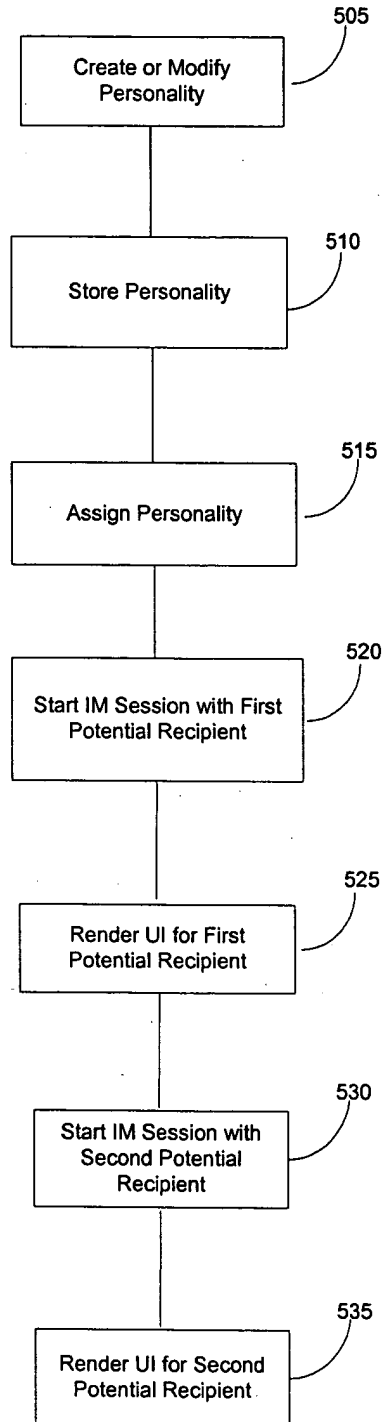 505
Create or Modify
Personality
510
Store Personality
515
Assign Personality
520
Start IM Session with First
Potential Recipient
525
Render UI for First
Potential Recipient
530
Start IM Session with
Second Potential
Recipient
535
Render UI for Second
Potential Recipient